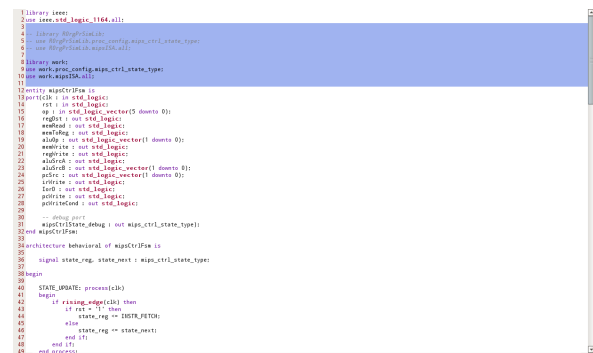 1 library ieee;
2 use ieee.std_logic_1164.all;
3
4 -- library ROrgPrSimLib;
5 -- use ROrgPrSimLib.proc_config.mips_ctrl_state_type;
6 -- use ROrgPrSimLib.mipsISA.all;
7
8 library work;
9 use work.proc_config.mips_ctrl_state_type;
10 use work.mipsISA.all;
11
12 entity mipsCtrlFsm is
13 port(clk : in std_logic;
14 rst : in std_logic;
15 op : in std_logic_vector(5 downto 0);
16 regDst : out std_logic;
17 memRead : out std_logic;
18 memToReg : out std_logic;
19 aluOp : out std_logic_vector(1 downto 0);
20 memWrite : out std_logic;
21 regWrite : out std_logic;
22 aluSrcA : out std_logic;
23 aluSrcB : out std_logic_vector(1 downto 0);
24 pcSrc : out std_logic_vector(1 downto 0);
25 irWrite : out std_logic;
26 IorD : out std_logic;
27 pcWrite : out std_logic;
28 pcWriteCond : out std_logic;
29
30 -- debug port
31 mipsCtrlState_debug : out mips_ctrl_state_type);
32 end mipsCtrlFsm;
33
34 architecture behavioral of mipsCtrlFsm is
35
36 signal state_reg, state_next : mips_ctrl_state_type;
37
38 begin
39
40 STATE_UPDATE: process(clk)
41 begin
42 if rising_edge(clk) then
43 if rst = '1' then
44 state_reg <= INSTR_FETCH;
45 else
46 state_reg <= state_next;
47 end if;
48 end if;
49 end process;